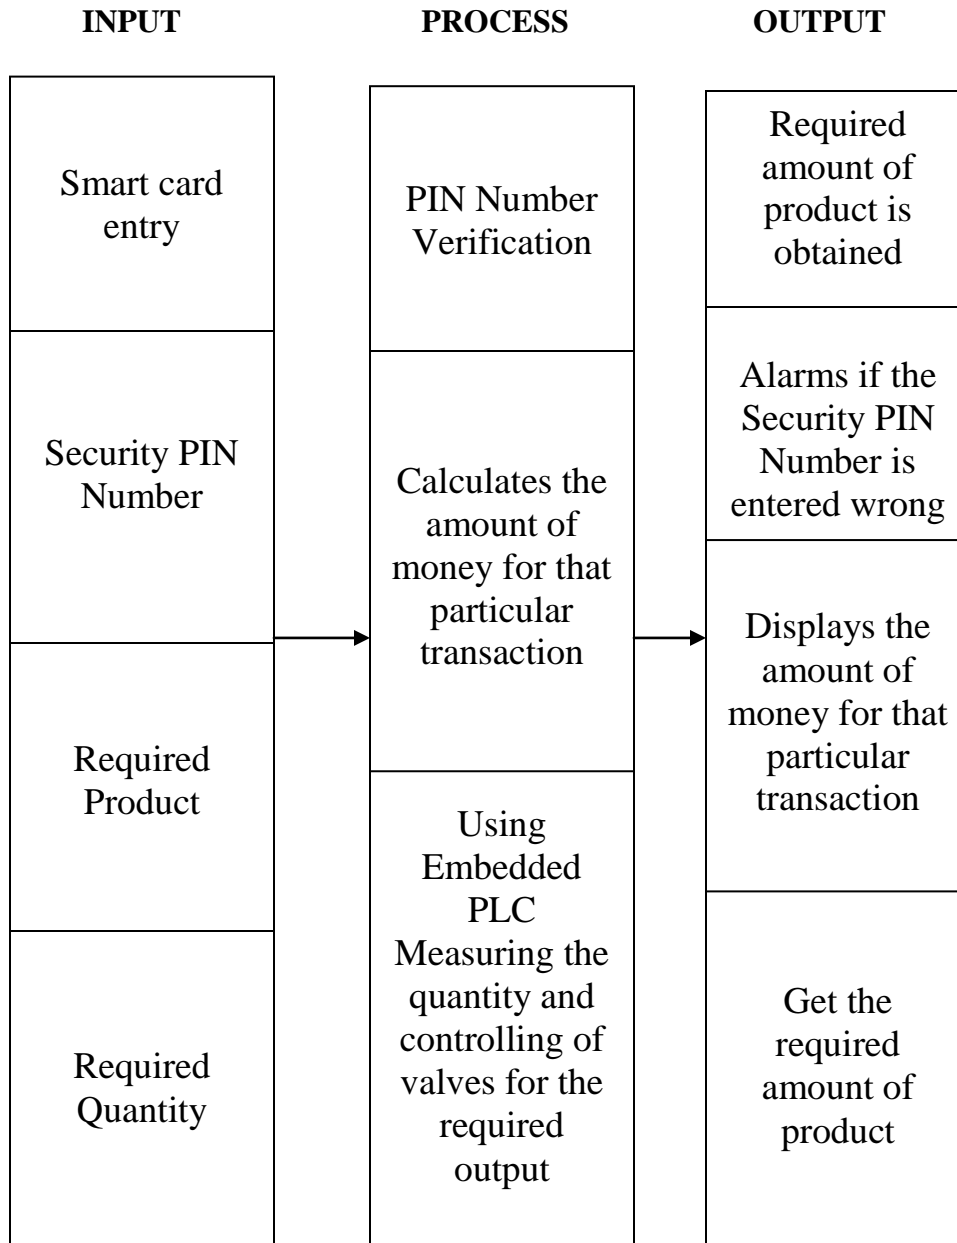 INPUT
PROCESS
OUTPUT
Smart card
entry
Security PIN
Number
Required
Product
Required
Quantity
PIN Number
Verification
Calculates the
amount of
money for that
particular
transaction
Using
Embedded
PLC
Measuring the
quantity and
controlling of
valves for the
required
output
Required
amount of
product is
obtained
Alarms if the
Security PIN
Number is
entered wrong
Displays the
amount of
money for that
particular
transaction
Get the
required
amount of
product